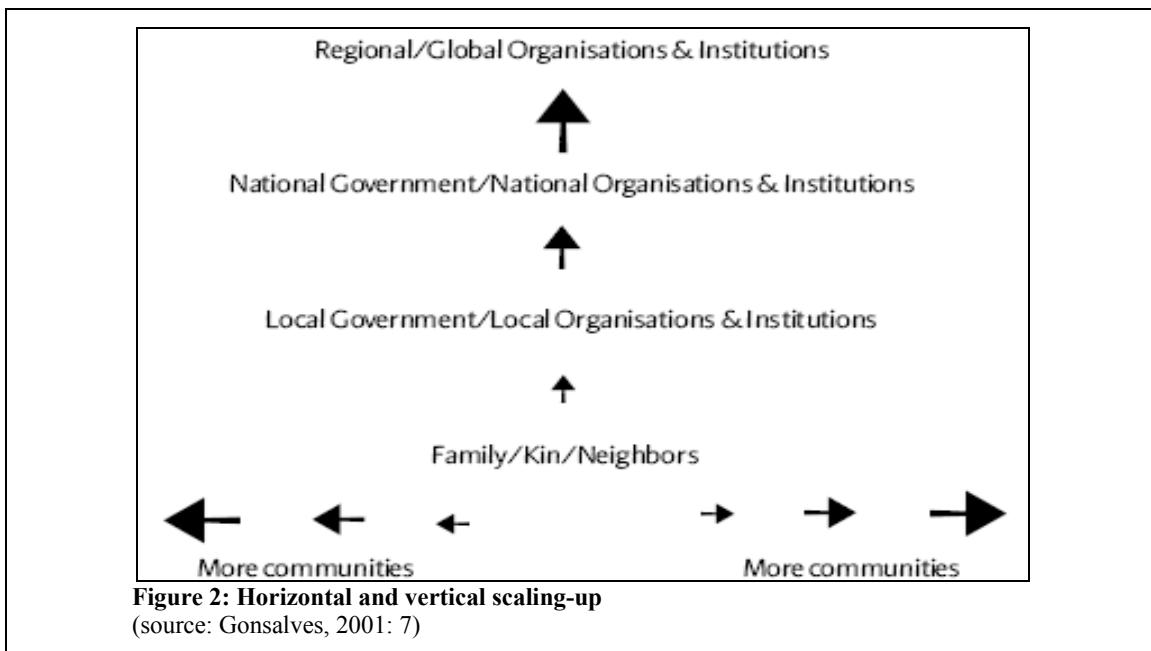 Regional/Global Organisations & Institutions
National Government/National Organisations & Institutions
Local Government/Local Organisations & Institutions
Family/Kin/Neighbors
More communities More communities
Figure 2: Horizontal and vertical scaling-up
(source: Gonsalves, 2001: 7)